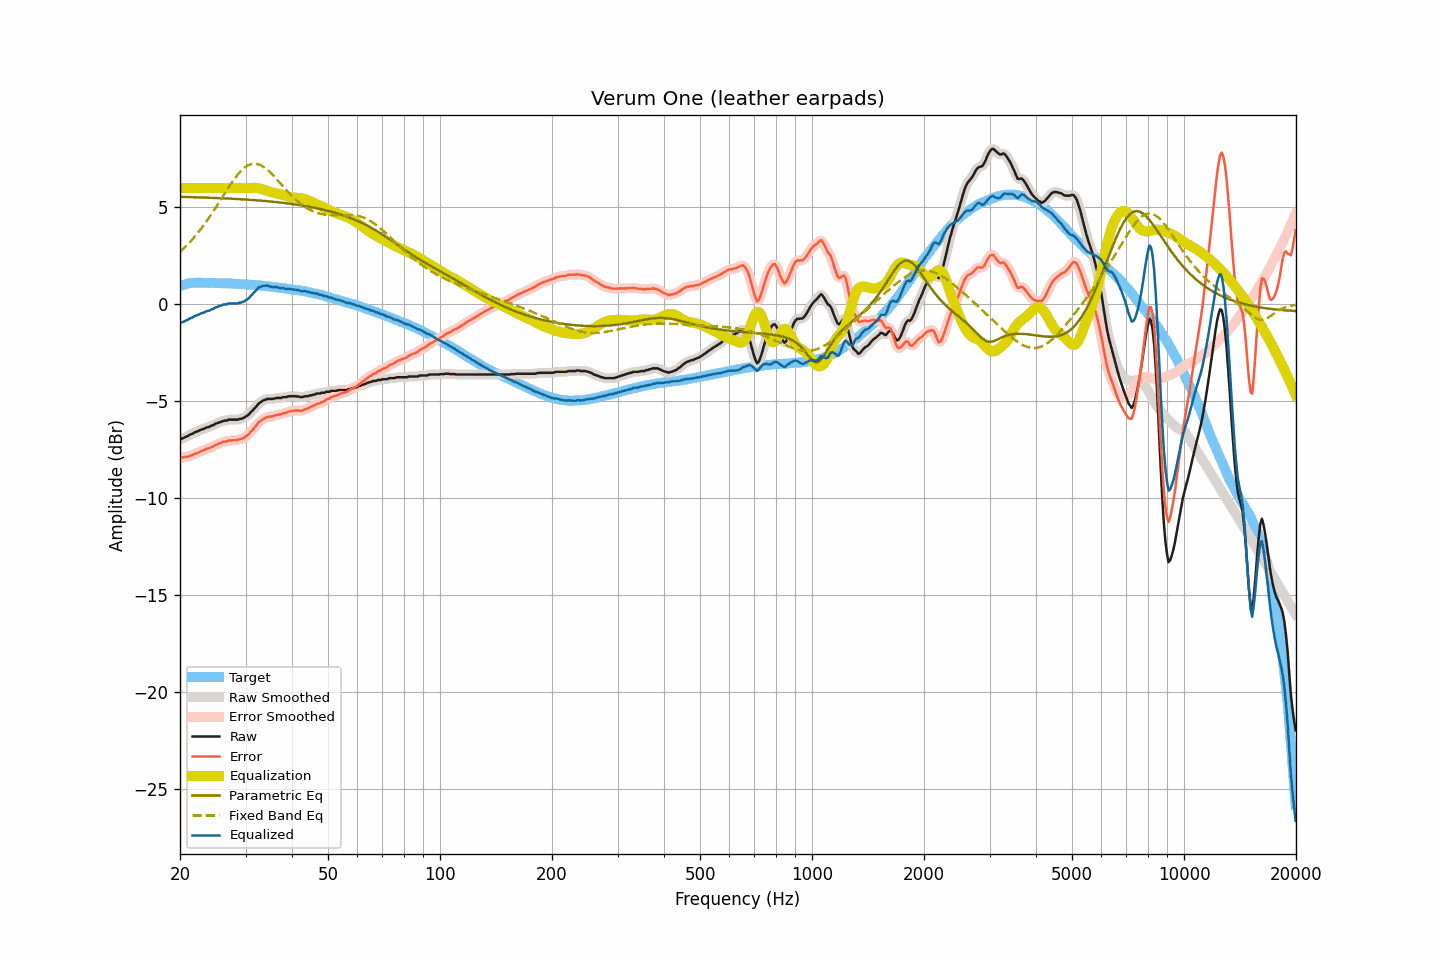 Verum One (leather earpads)
Amplitude (dBr)
5
0
−5
−10
−15
−20
−25
Target
Raw Smoothed
Error Smoothed
Raw
Error
Equalization
Parametric Eq
Fixed Band Eq
Equalized
20 50 100 200 500 1000 2000 5000 10000 20000
Frequency (Hz)